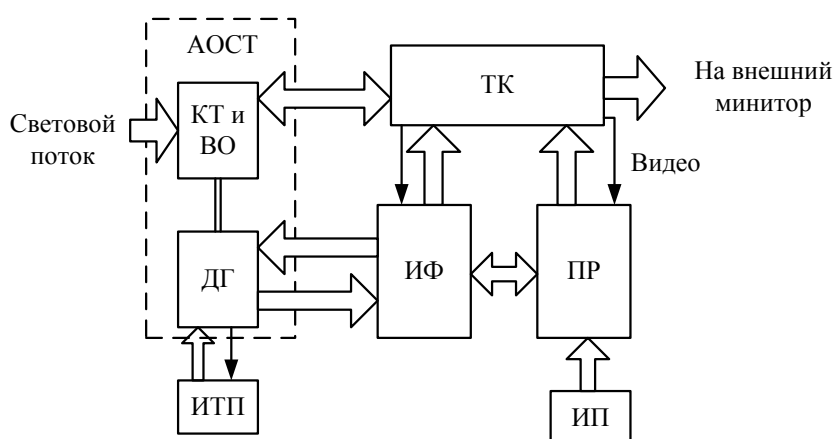 АОСТ
ТК
На внешний
минитор
КТ и
ВО
Световой
поток
Видео
ДГ
ИФ
ПР
ИТП
ИП